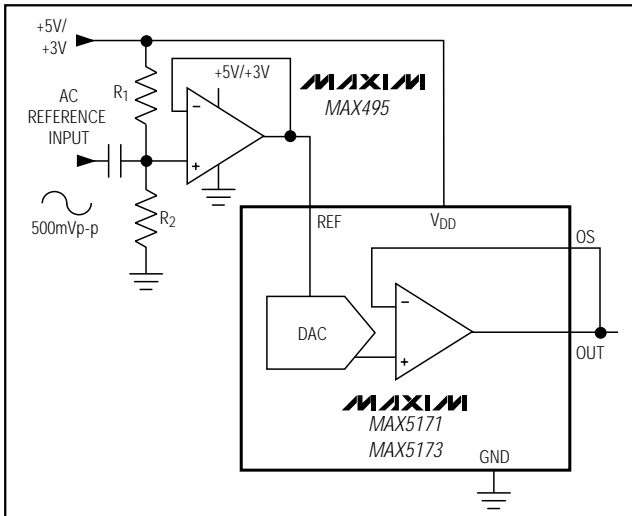 +5V/
+3V
R1
+5V/+3V
MAXIM
MAX495
AC
REFERENCE
INPUT
−
+
R2
500mVp-p
REF
VDD
OS
DAC
−
+
OUT
MAXIM
MAX5171
MAX5173
GND